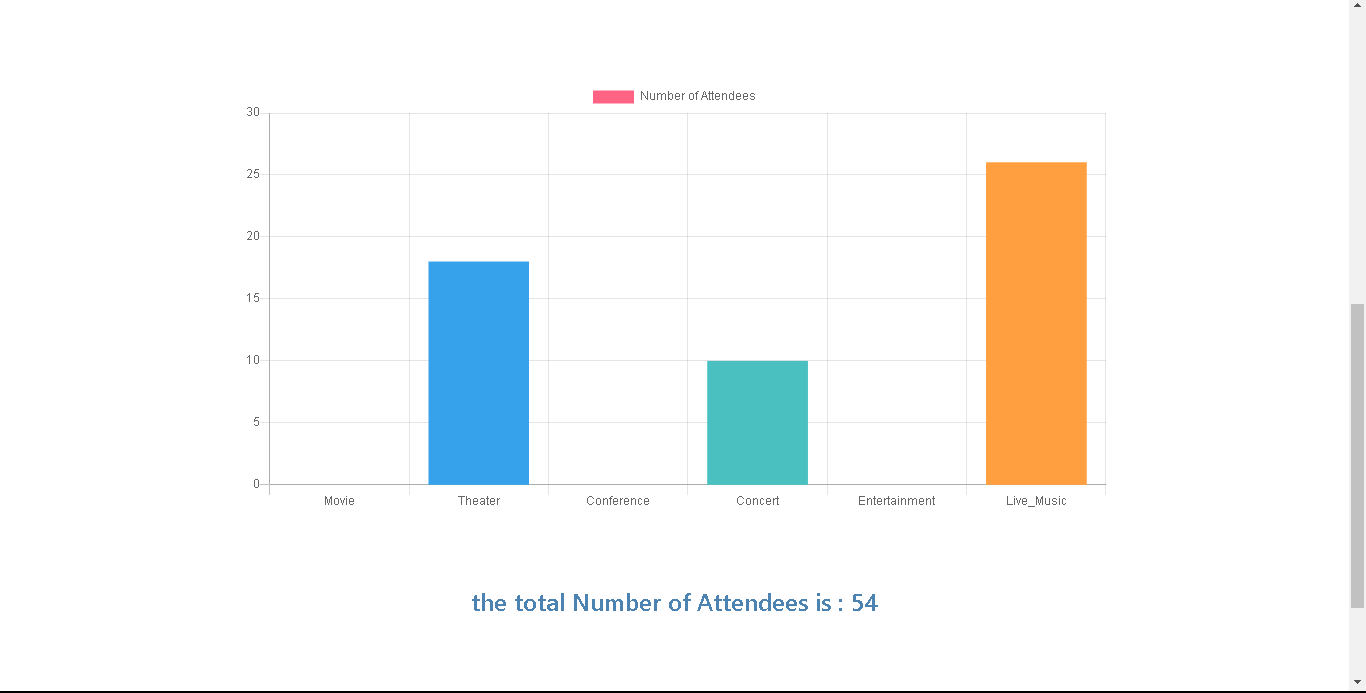 Number of Attendees
30
25
20
15
10
5
0
Movie Theater Conference Concert Entertainment Live_Music
the total Number of Attendees is : 54